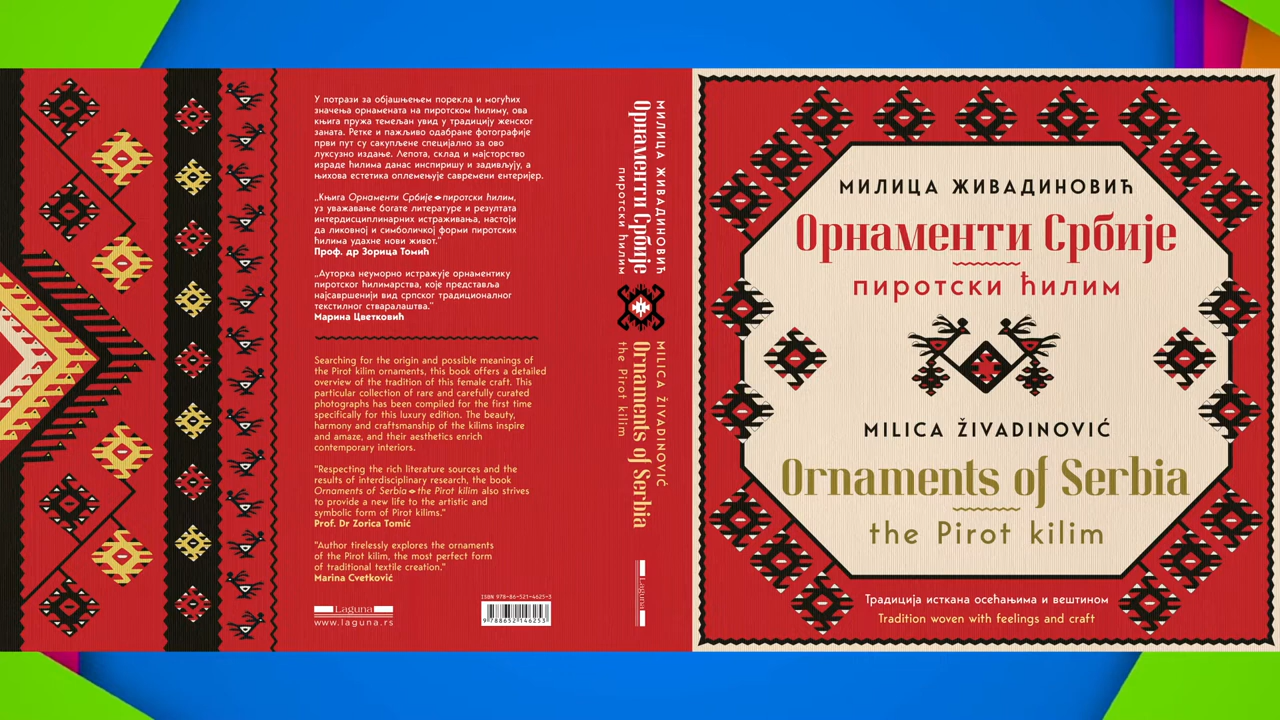 У потрази за објашњењем порекла и могућих
значења орнамената на пиротском ћилиму, ова
књига пружа темељан увид у традицију женског
заната. Ретке и пажљиво одабране фотографије
први пут су сакупљене специјално за ово
луксузно издање. Лепота, склад и мајсторство
израде ћилима данас инспиришу и задивљују, а
њихова естетика оплемењује савремени ентеријер.
„Књига Орнаменти Србије пиротски ћилим,
уз уважавање богате литературе и резултата
интердисциплинарних истраживања, настоји
да ликовној и симболичкој форми пиротских
ћилима удахне нови живот.“
Проф. др Зорица Томић
„Ауторка неуморно истражује орнаментику
пиротског ћилимарства, које представља
најсавршенији вид српског традиционалног
текстилног стваралаштва.“
Марина Цветковић
Searching for the origin and possible meanings of
the Pirot kilim ornaments, this book offers a detailed
overview of the tradition of this female craft. This
particular collection of rare and carefully curated
photographs has been compiled for the first time
specifically for this luxury edition. The beauty,
harmony and craftsmanship of the kilims inspire
and amaze, and their aesthetics enrich
contemporary interiors.
"Respecting the rich literature sources and the
results of interdisciplinary research, the book
Ornaments of Serbia the Pirot kilim also strives
to provide a new life to the artistic and
symbolic form of Pirot kilims."
Prof. Dr Zorica Tomić
"Author tirelessly explores the ornaments
of the Pirot kilim, the most perfect form
of traditional textile creation."
Marina Cvetković
Laguna
www.laguna.rs
ISBN 978-86-521-4625-3
9 788652 146253
МИЛИЦА ЖИВАДИНОВИЋ
Орнаменти Србије
пиротски ћилим
MILICA ŽIVADINOVIĆ
Ornaments of Serbia
the Pirot kilim
Laguna
МИЛИЦА ЖИВАДИНОВИЋ
Орнаменти Србије
пиротски ћилим
MILICA ŽIVADINOVIĆ
Ornaments of Serbia
the Pirot kilim
Традиција исткана осећањима и вештином
Tradition woven with feelings and craft